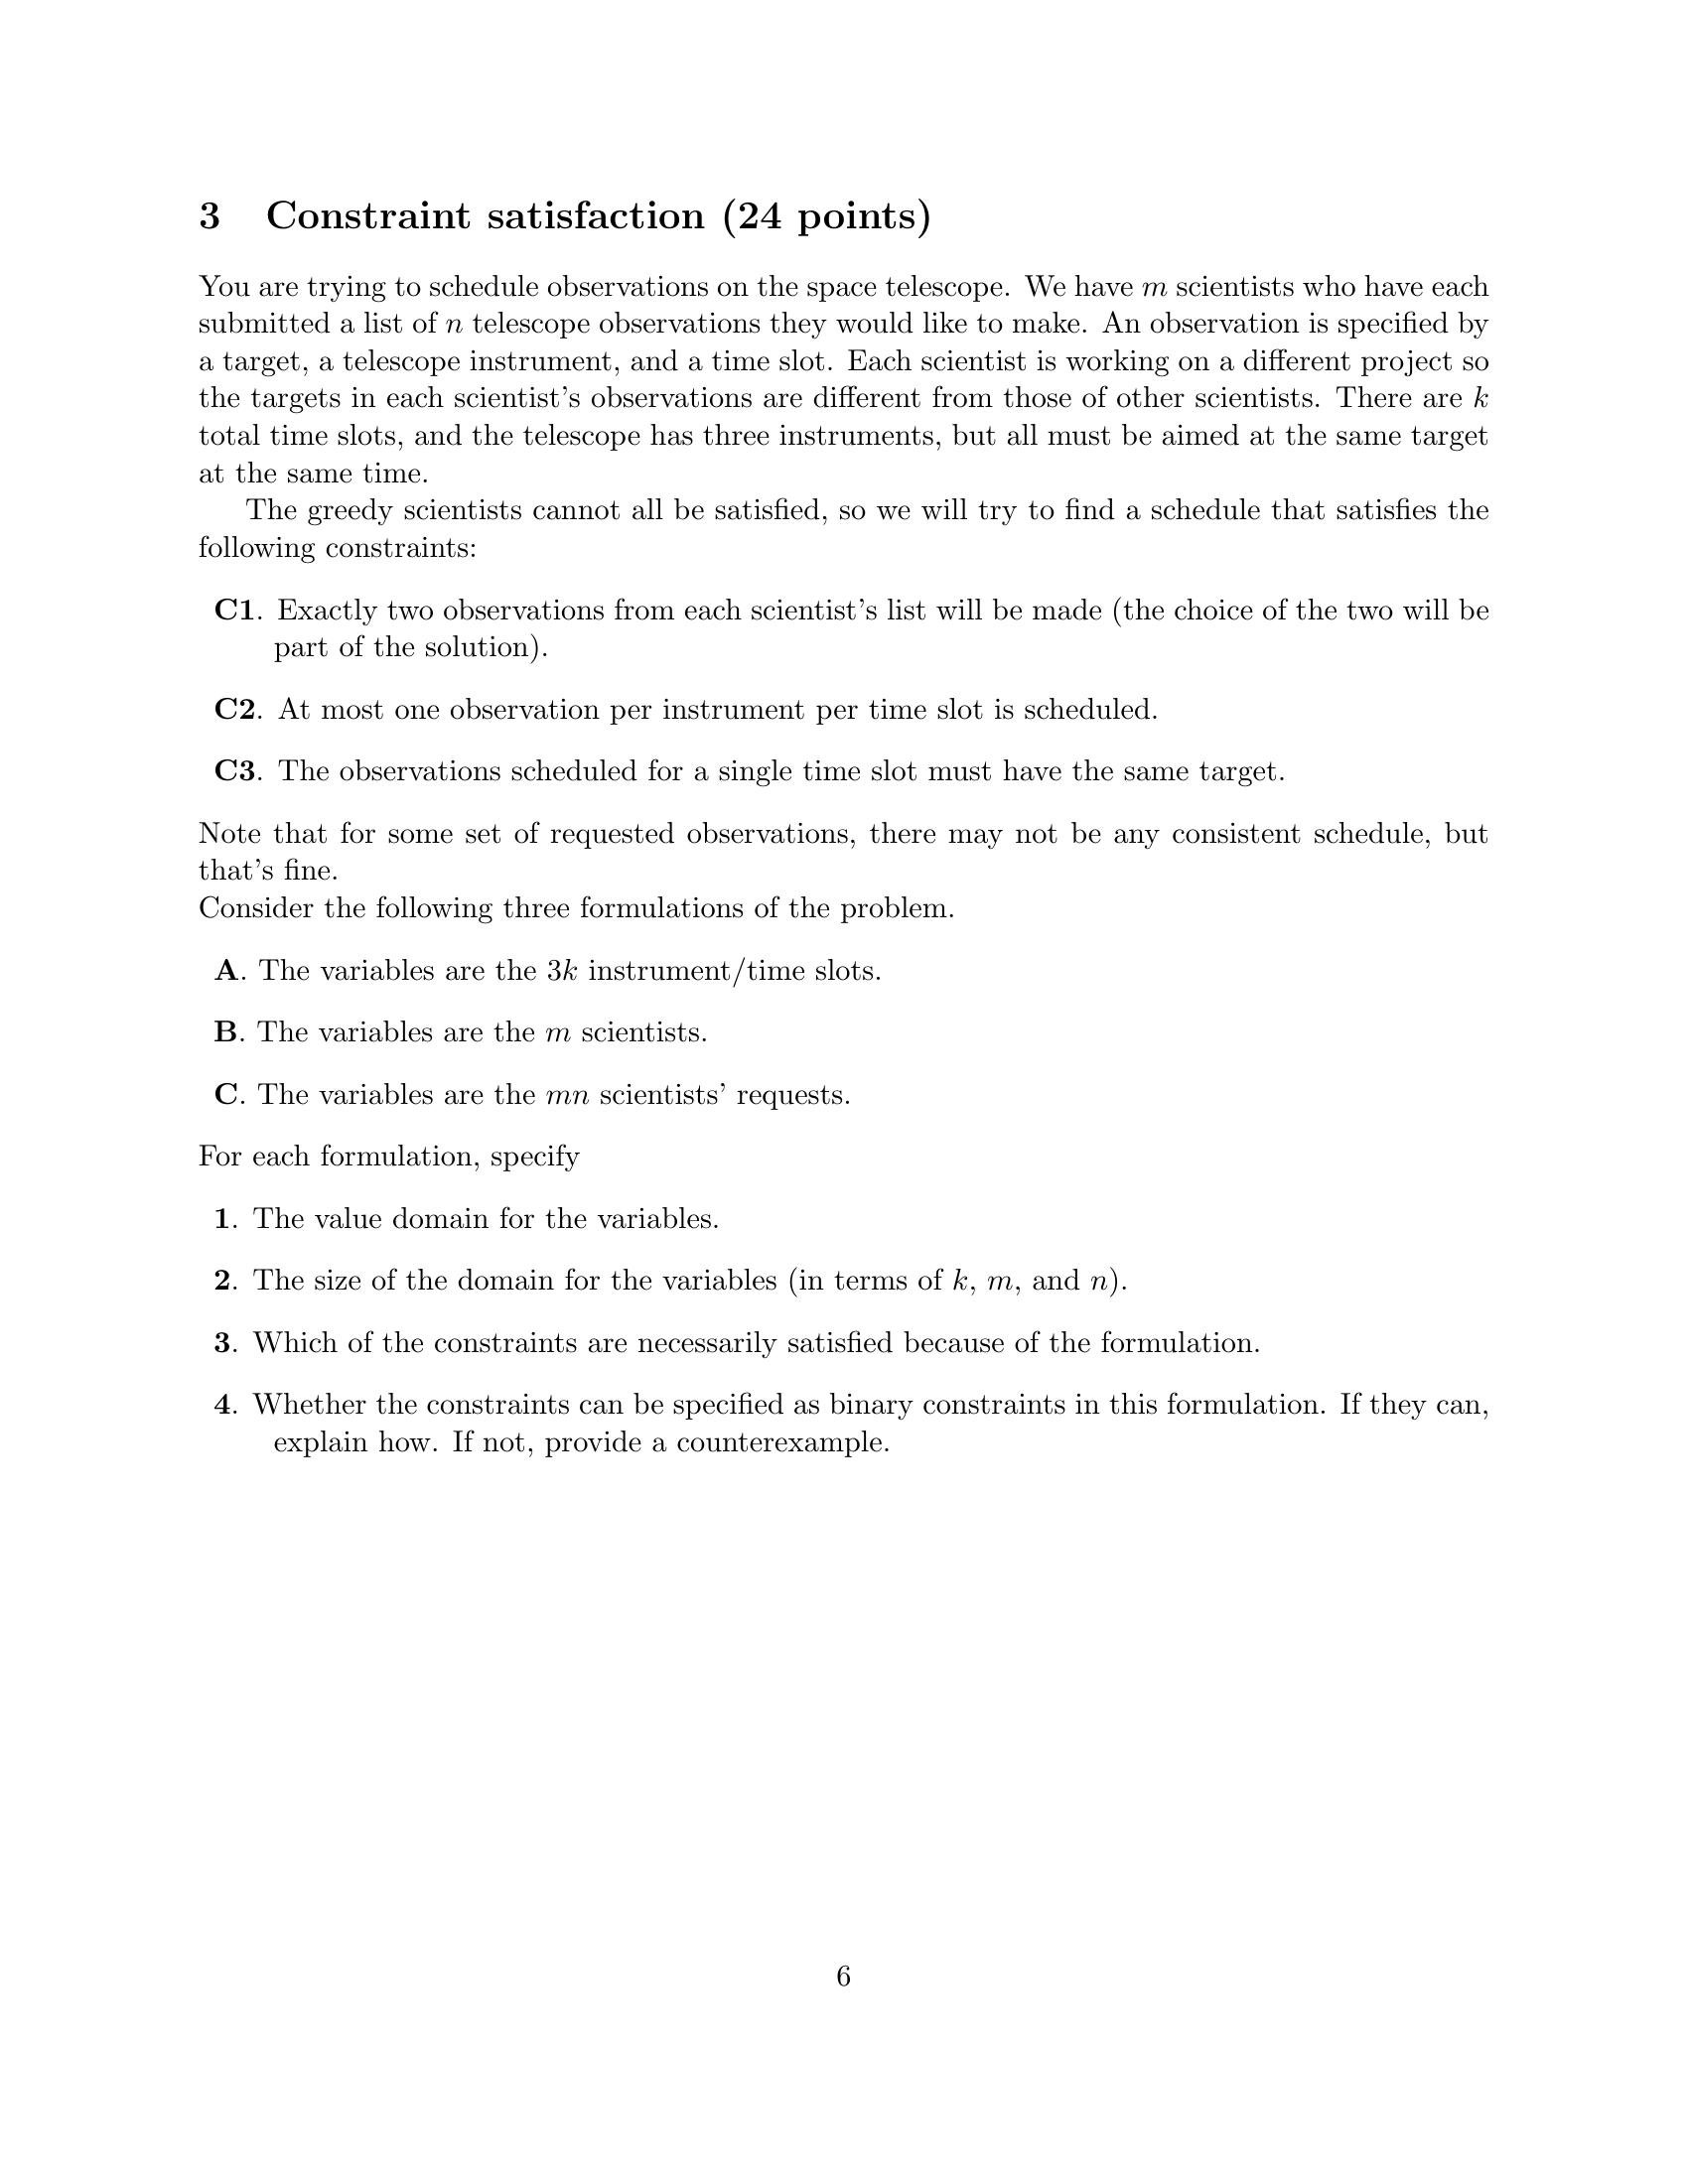 3 Constraint satisfaction (24 points)
You are trying to schedule observations on the space telescope. We have m scientists who have each
submitted a list of n telescope observations they would like to make. An observation is specified by
a target, a telescope instrument, and a time slot. Each scientist is working on a different project so
the targets in each scientist's observations are different from those of other scientists. There are k
total time slots, and the telescope has three instruments, but all must be aimed at the same target
at the same time.
The greedy scientists cannot all be satisfied, so we will try to find a schedule that satisfies the
following constraints:
C1. Exactly two observations from each scientist's list will be made (the choice of the two will be
part of the solution).
C2. At most one observation per instrument per time slot is scheduled.
C3. The observations scheduled for a single time slot must have the same target.
Note that for some set of requested observations, there may not be any consistent schedule, but
that's fine.
Consider the following three formulations of the problem.
A. The variables are the 3k instrument/time slots.
B. The variables are the m scientists.
C. The variables are the mn scientists' requests.
For each formulation, specify
1. The value domain for the variables.
2. The size of the domain for the variables (in terms of k, m, and n).
3. Which of the constraints are necessarily satisfied because of the formulation.
4. Whether the constraints can be specified as binary constraints in this formulation. If they can,
explain how. If not, provide a counterexample.
6